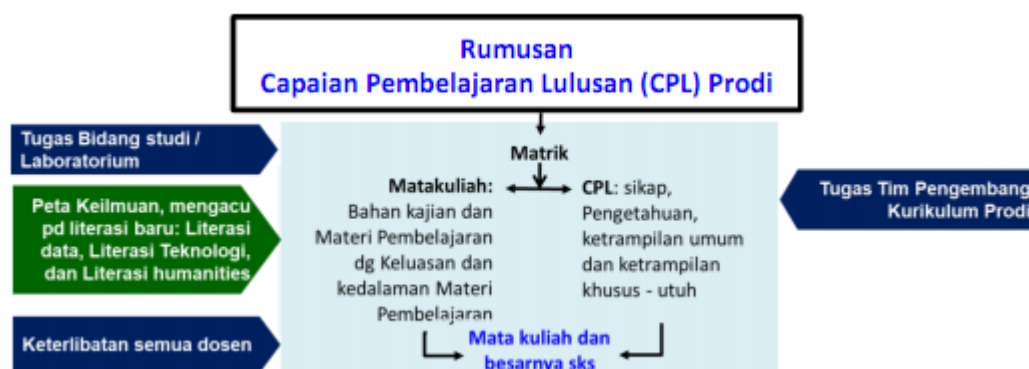 Rumusan
Capaian Pembelajaran Lulusan (CPL) Prodi
Tugas Bidang studi /
Laboratorium
Peta Keilmuan, mengacu
pd literasi baru: Literasi
data, Literasi Teknologi,
dan Literasi humanities
Keterlibatan semua dosen
Matrik
Matakuliah:
Bahan kajian dan
Materi Pembelajaran
dg Keluasan dan
kedalaman Materi
Pembelajaran
CPL: sikap,
Pengetahuan,
ketrampilan umum
dan ketrampilan
khusus - utuh
Mata kuliah dan
besarnya sks
Tugas Tim Pengembang
Kurikulum Prodi